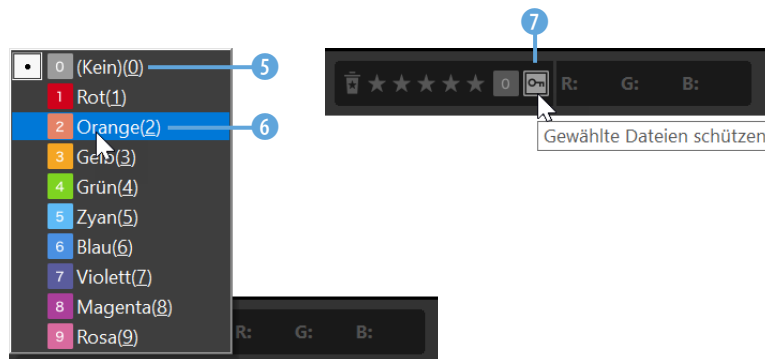 7
0 (Kein)(0) 5
1 Rot(1)
2 Orange(2) 6
3 Gelb(3)
4 Grün(4)
5 Zyan(5)
6 Blau(6)
7 Violett(7)
8 Magenta(8)
9 Rosa(9)
R: G: B:
0 R: G: B:
Gewählte Dateien schützen